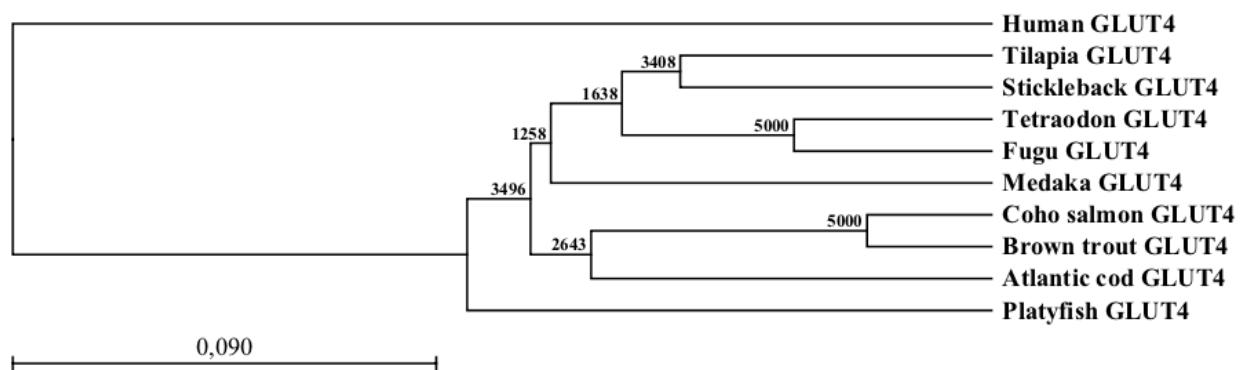 Human GLUT4
Tilapia GLUT4
3408
Stickleback GLUT4
1638
Tetraodon GLUT4
5000
1258
Fugu GLUT4
Medaka GLUT4
3496
Coho salmon GLUT4
5000
Brown trout GLUT4
2643
Atlantic cod GLUT4
Platyfish GLUT4
0,090